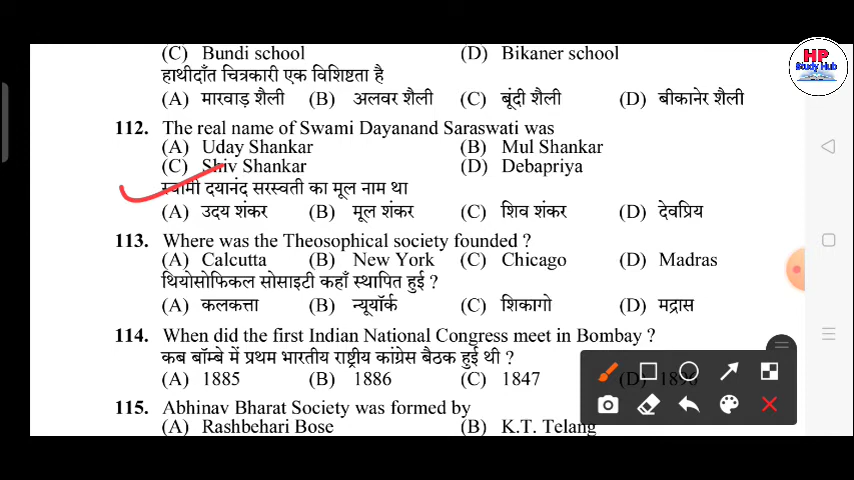 (C) Bundi school (D) Bikaner school
हाथीदाँत चित्रकारी एक विशिष्टता है
(A) मारवाड़ शैली (B) अलवर शैली (C) बूंदी शैली (D) बीकानेर शैली
112. The real name of Swami Dayanand Saraswati was
(A) Uday Shankar (B) Mul Shankar
(C) Shiv Shankar (D) Debapriya
स्वामी दयानंद सरस्वती का मूल नाम था
(A) उदय शंकर (B) मूल शंकर (C) शिव शंकर (D) देवप्रिय
113. Where was the Theosophical society founded ?
(A) Calcutta (B) New York (C) Chicago (D) Madras
थियोसोफिकल सोसाइटी कहाँ स्थापित हुई ?
(A) कलकत्ता (B) न्यूयॉर्क (C) शिकागो (D) मद्रास
114. When did the first Indian National Congress meet in Bombay ?
कब बॉम्बे में प्रथम भारतीय राष्ट्रीय कांग्रेस बैठक हुई थी ?
(A) 1885 (B) 1886 (C) 1847 (D) 1896
115. Abhinav Bharat Society was formed by
(A) Rashbehari Bose (B) K.T. Telang
HP
Study Hub